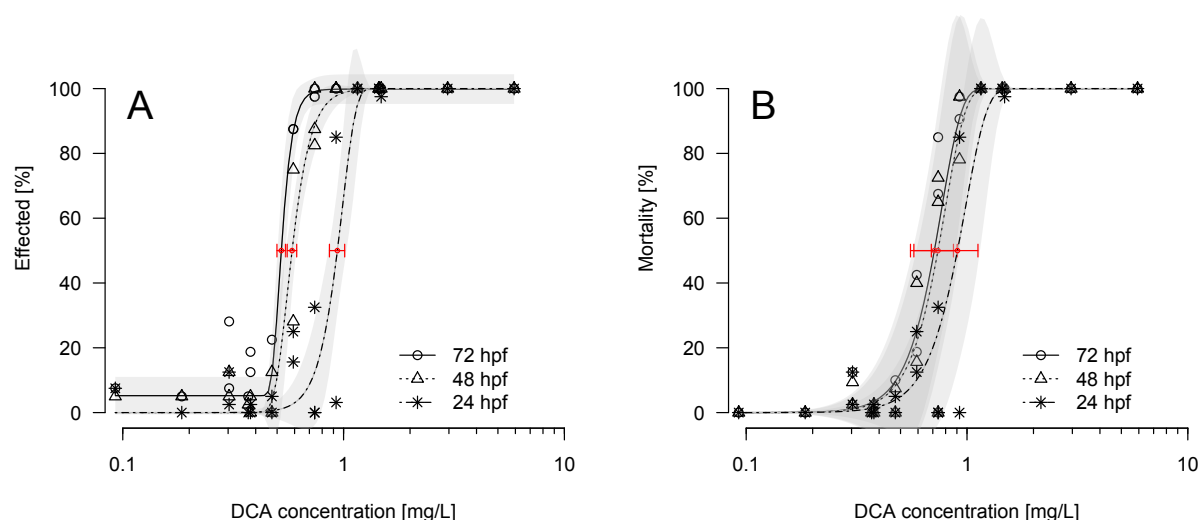 A
Effected [%]
100
80
60
40
20
0
72 hpf
48 hpf
24 hpf
0.1
1
10
DCA concentration [mg/L]
B
Mortality [%]
100
80
60
40
20
0
72 hpf
48 hpf
24 hpf
0.1
1
10
DCA concentration [mg/L]